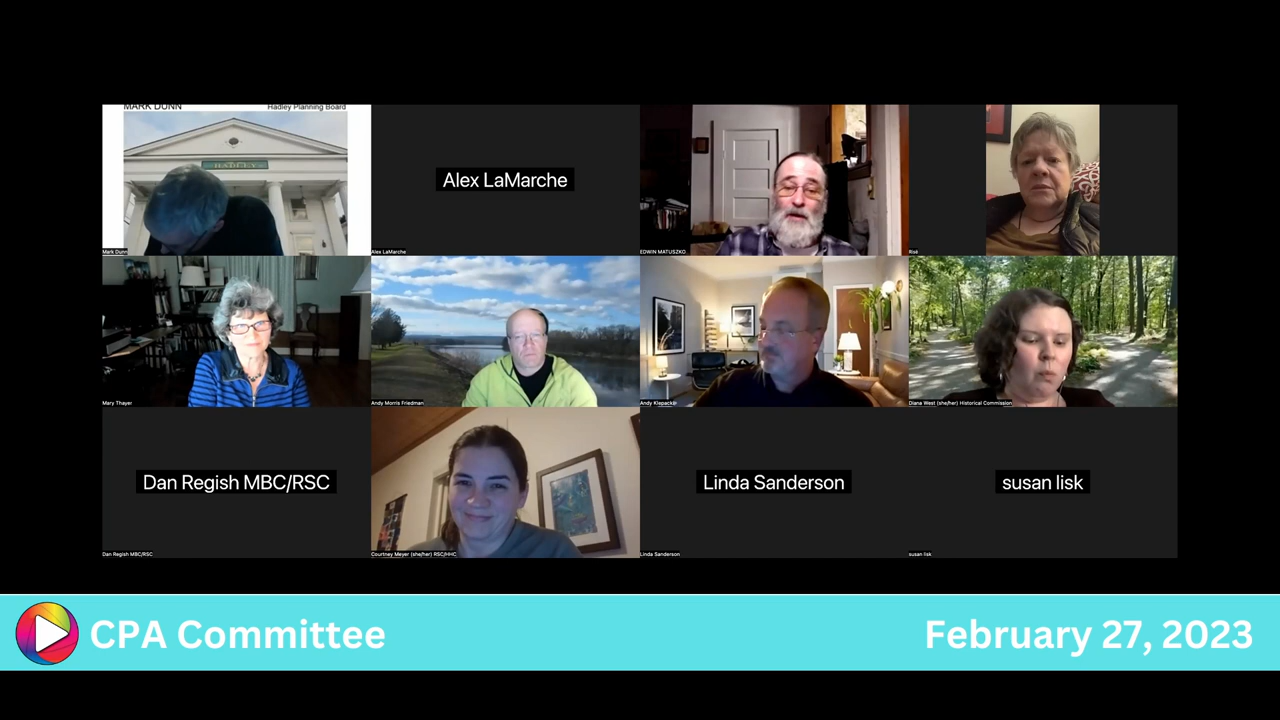 MARK DUNN
Hadley Planning Board
HADLEY
Mark Dunn
Alex LaMarche
Alex LaMarche
EDWIN MATUSZKO
Risé
Mary Thayer
Andy Morris Friedman
Andy Klepacki
Diana West (she/her) Historical Commission
Dan Regish MBC/RSC
Dan Regish MBC/RSC
Courtney Meyer (she/her) RSC/HHC
Linda Sanderson
Linda Sanderson
susan lisk
susan lisk
CPA Committee
February 27, 2023